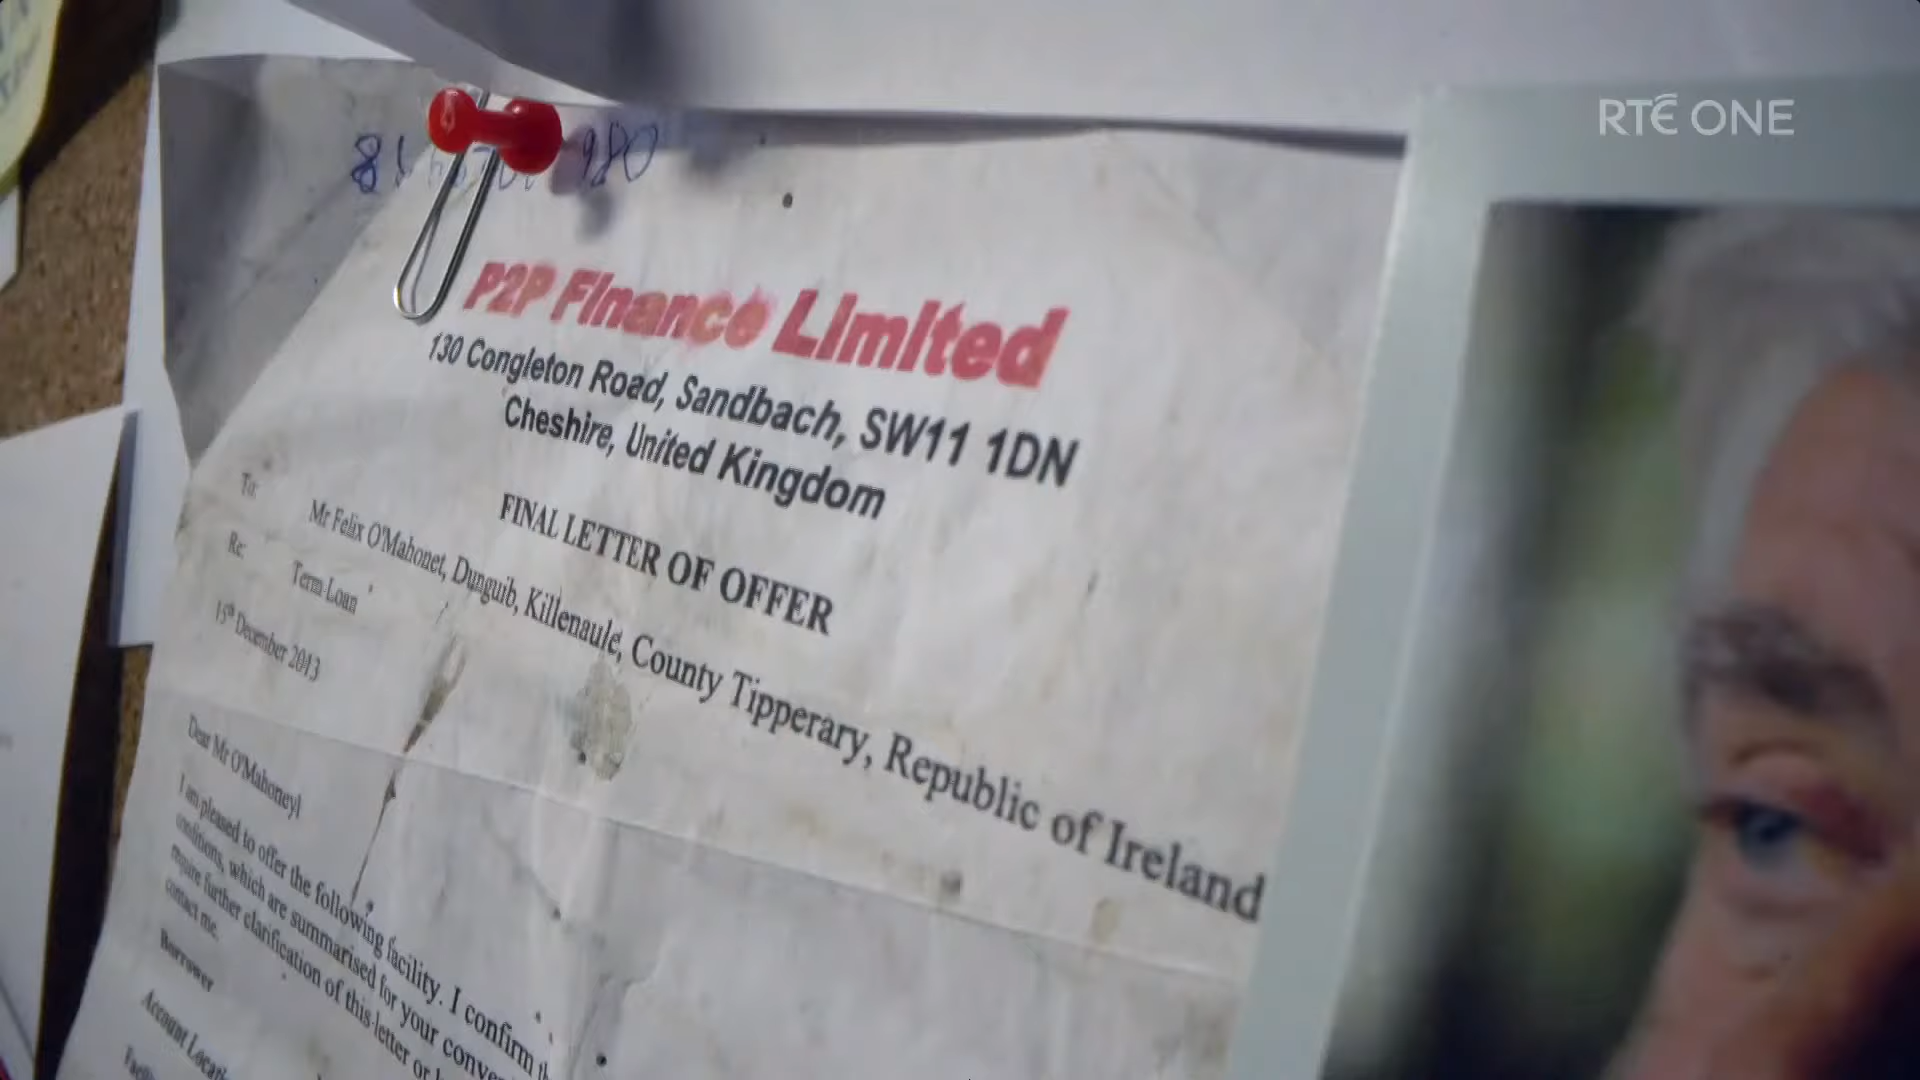 RTÉ ONE
980
P2P Finance Limited
130 Congleton Road, Sandbach, SW11 1DN
Cheshire, United Kingdom
FINAL LETTER OF OFFER
To: Mr Felix O'Mahonet, Dunguib, Killenaule, County Tipperary, Republic of Ireland
Re: Term Loan
15th December 2013
Dear Mr O'Mahoneyl
I am pleased to offer the following facility. I confirm
conditions, which are summarised for your
require further clarification of this letter or
contact me.
Borrower
Account